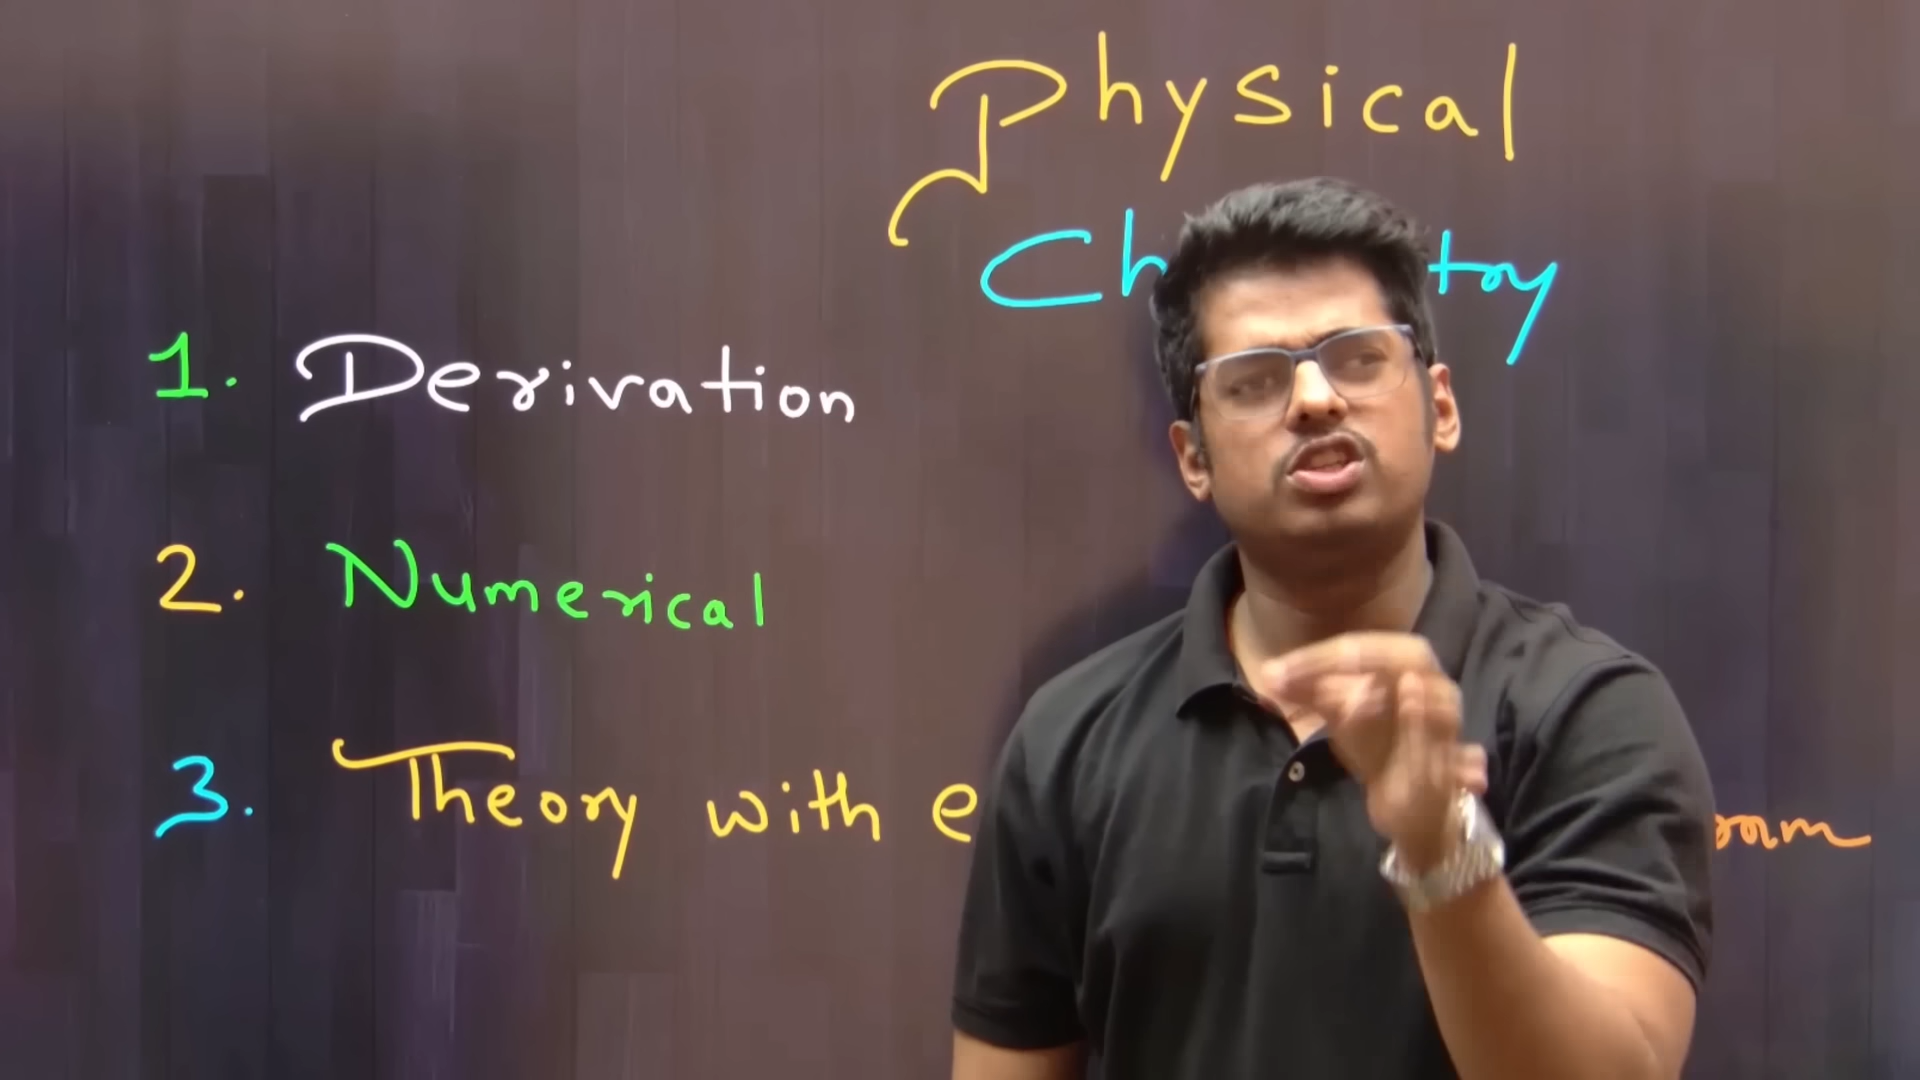 Physical
1. Derivation
2. Numerical
3. Theory with